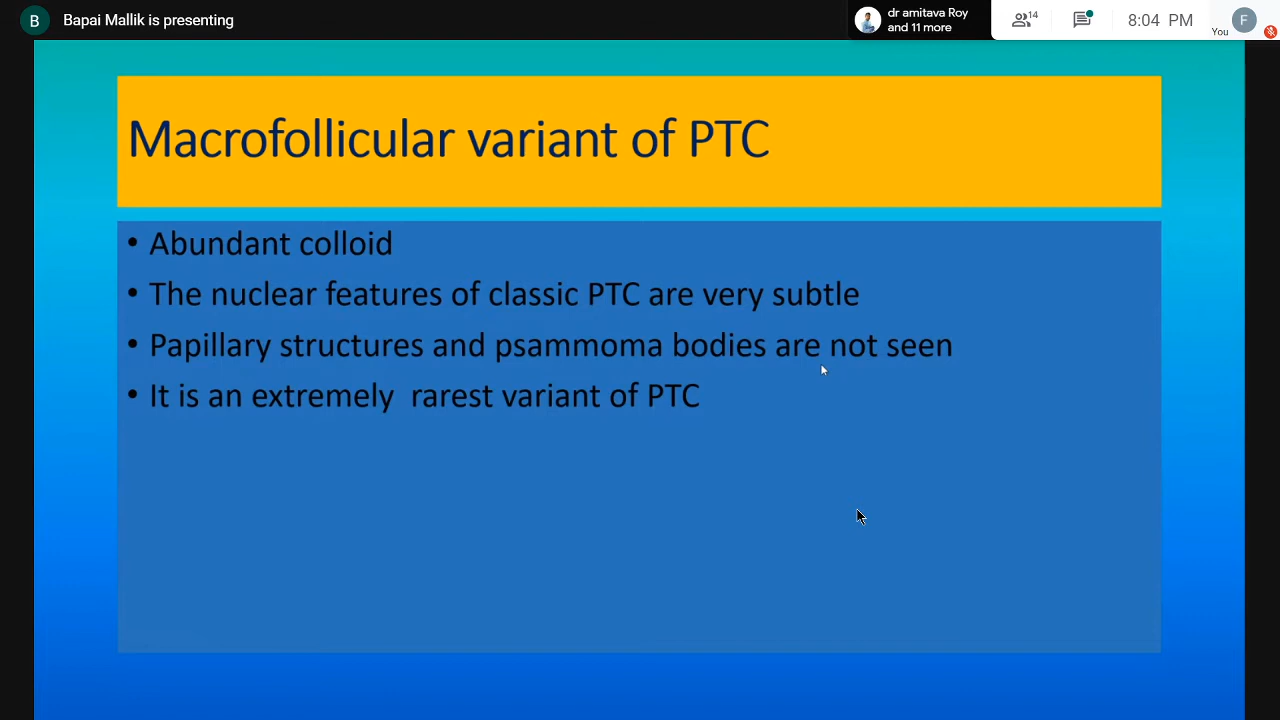 B Bapai Mallik is presenting
dr amitava Roy
and 11 more
14
8:04 PM
You
F
Macrofollicular variant of PTC
• Abundant colloid
• The nuclear features of classic PTC are very subtle
• Papillary structures and psammoma bodies are not seen
• It is an extremely  rarest variant of PTC